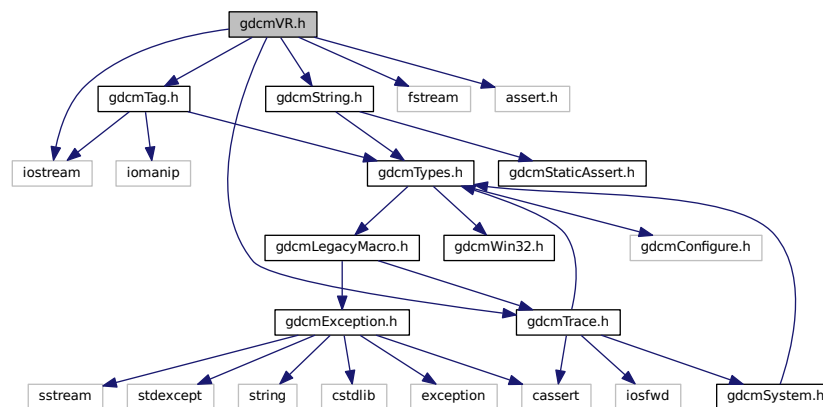 gdcmVR.h
gdcmTag.h
gdcmString.h
fstream
assert.h
iostream
iomanip
gdcmTypes.h
gdcmStaticAssert.h
gdcmLegacyMacro.h
gdcmWin32.h
gdcmConfigure.h
gdcmException.h
gdcmTrace.h
sstream
stdexcept
string
cstdlib
exception
cassert
iosfwd
gdcmSystem.h